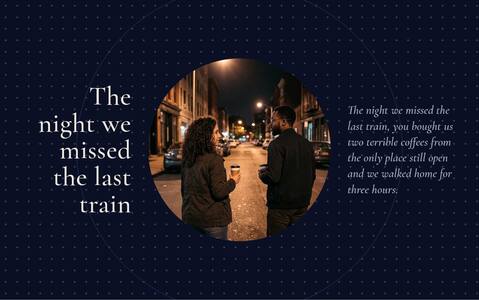 The
night we
missed
the last
train
The night we missed the
last train, you bought us
two terrible coffees from
the only place still open
and we walked home for
three hours.